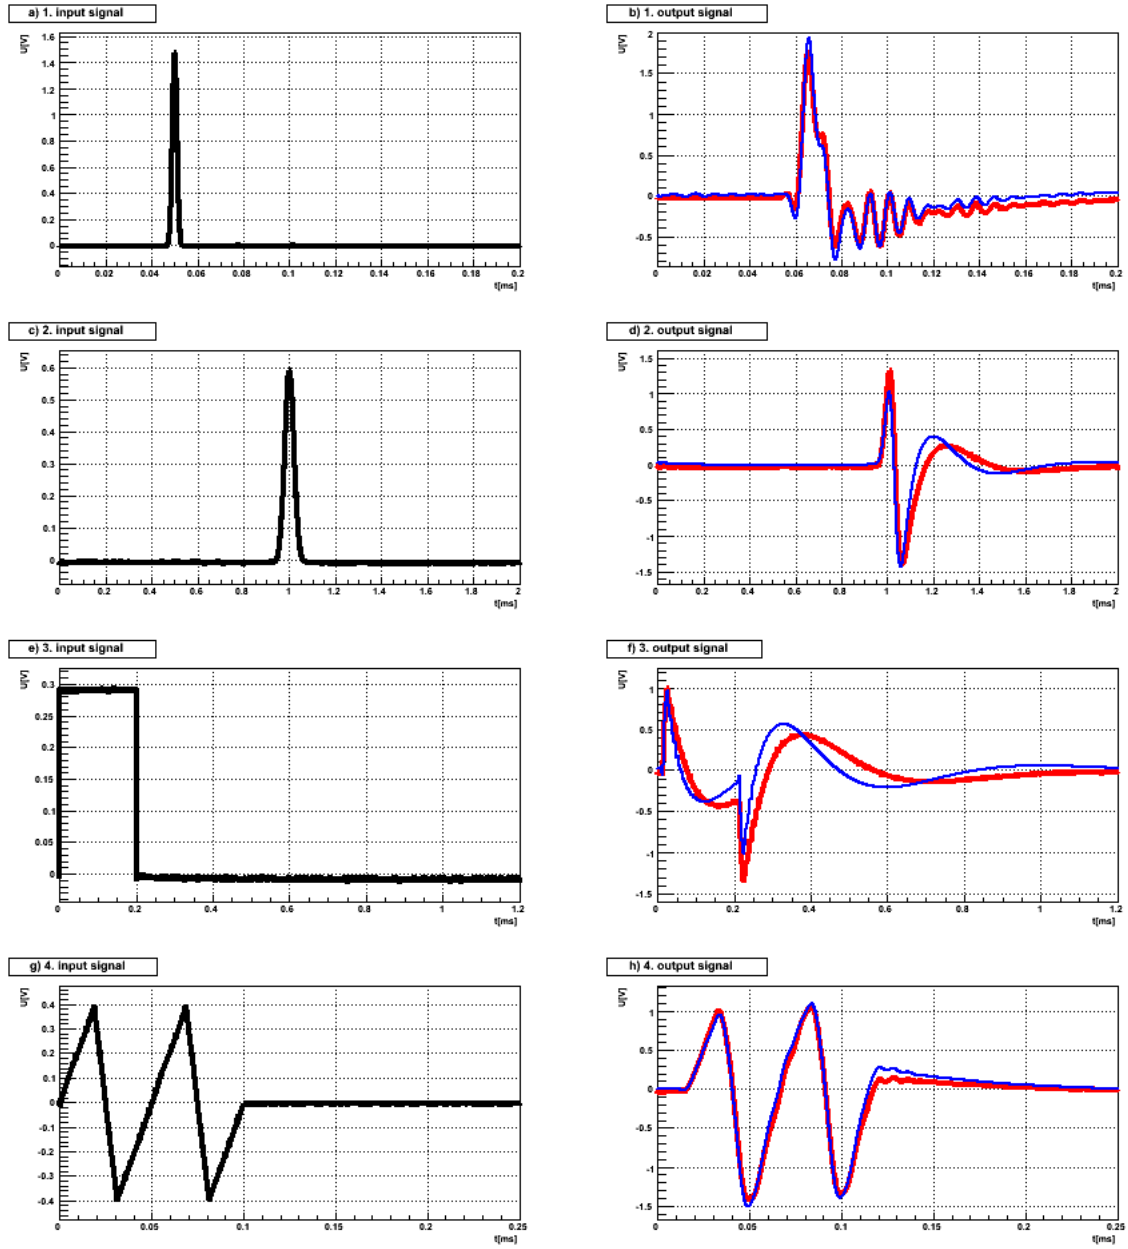 a) 1. input signal
U[V]
1.6
1.4
1.2
1
0.8
0.6
0.4
0.2
0
0 0.02 0.04 0.06 0.08 0.1 0.12 0.14 0.16 0.18 0.2
t[ms]
b) 1. output signal
U[V]
2
1.5
1
0.5
0
-0.5
0 0.02 0.04 0.06 0.08 0.1 0.12 0.14 0.16 0.18 0.2
t[ms]
c) 2. input signal
U[V]
0.6
0.5
0.4
0.3
0.2
0.1
0
0 0.2 0.4 0.6 0.8 1 1.2 1.4 1.6 1.8 2
t[ms]
d) 2. output signal
U[V]
1.5
1
0.5
0
-0.5
-1
-1.5
0 0.2 0.4 0.6 0.8 1 1.2 1.4 1.6 1.8 2
t[ms]
e) 3. input signal
U[V]
0.3
0.25
0.2
0.15
0.1
0.05
0
0 0.2 0.4 0.6 0.8 1 1.2
t[ms]
f) 3. output signal
U[V]
1
0.5
0
-0.5
-1
-1.5
0 0.2 0.4 0.6 0.8 1 1.2
t[ms]
g) 4. input signal
U[V]
0.4
0.3
0.2
0.1
0
-0.1
-0.2
-0.3
-0.4
0 0.05 0.1 0.15 0.2 0.25
t[ms]
h) 4. output signal
U[V]
1
0.5
0
-0.5
-1
-1.5
0 0.05 0.1 0.15 0.2 0.25
t[ms]